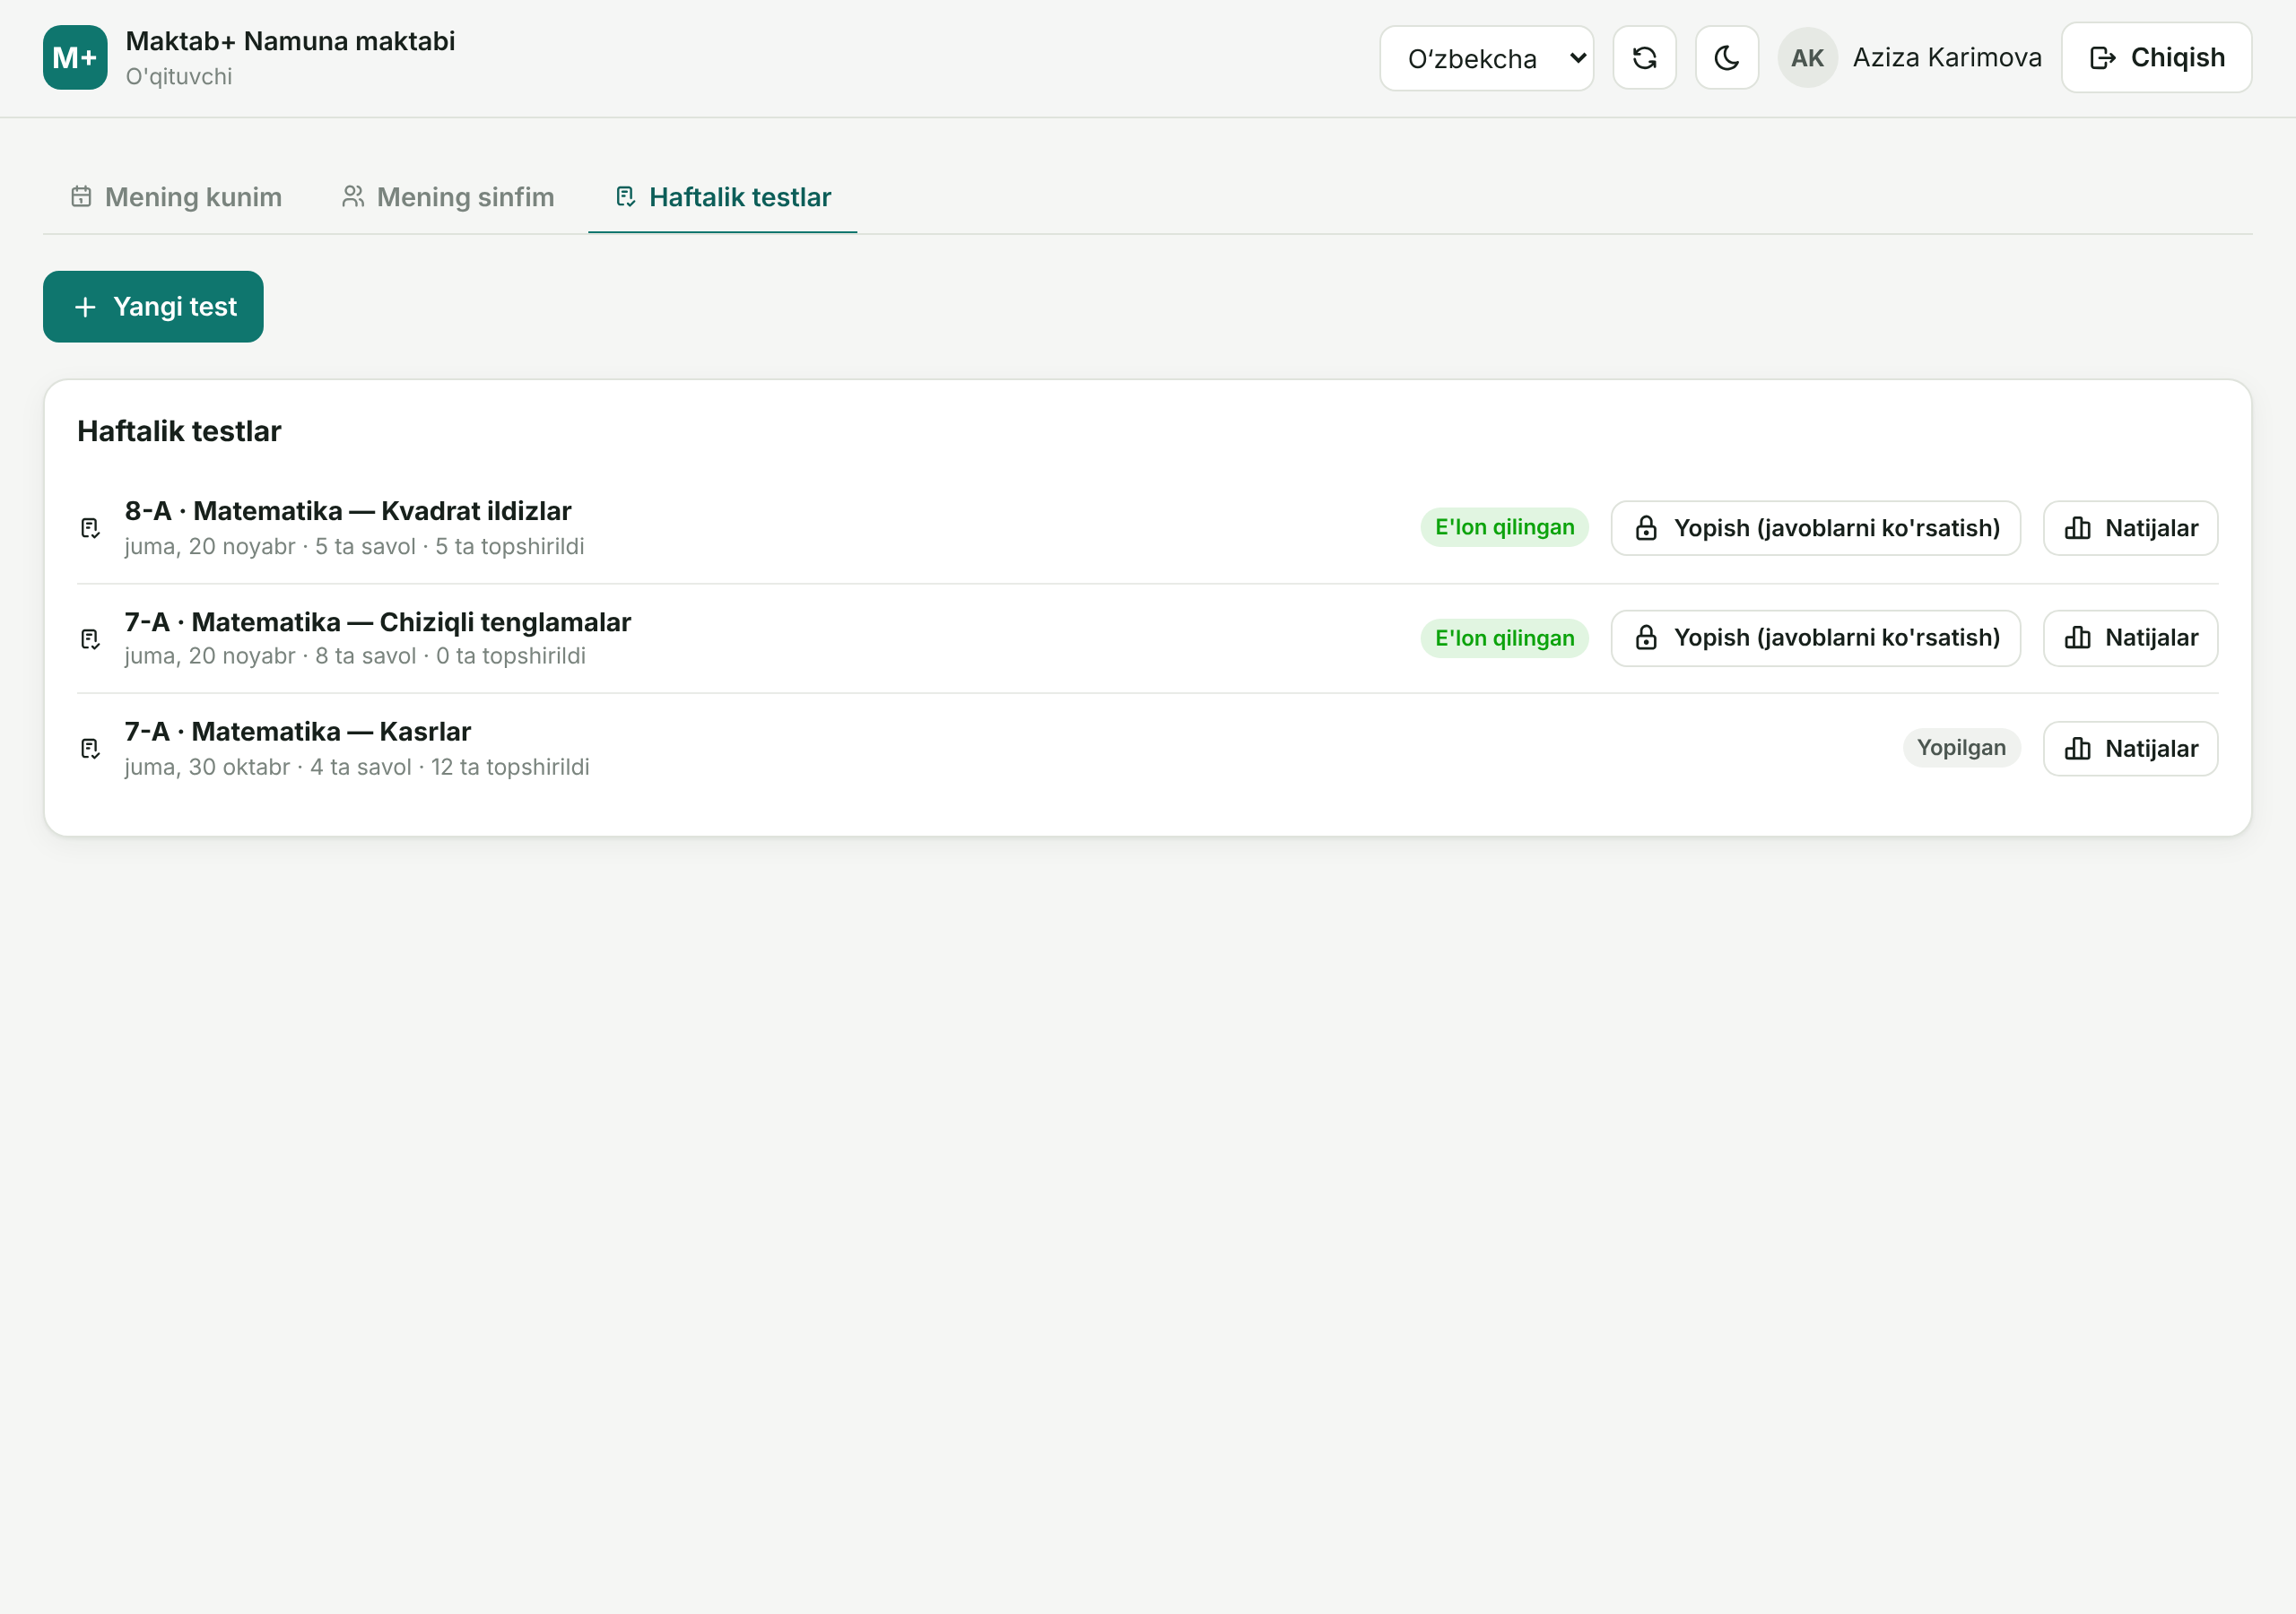 M+
Maktab+ Namuna maktabi
O'qituvchi
Oʻzbekcha
AK
Aziza Karimova
Chiqish
Mening kunim
Mening sinfim
Haftalik testlar
Yangi test
Haftalik testlar
8-A · Matematika — Kvadrat ildizlar
juma, 20 noyabr · 5 ta savol · 5 ta topshirildi
E'lon qilingan
Yopish (javoblarni ko'rsatish)
Natijalar
7-A · Matematika — Chiziqli tenglamalar
juma, 20 noyabr · 8 ta savol · 0 ta topshirildi
E'lon qilingan
Yopish (javoblarni ko'rsatish)
Natijalar
7-A · Matematika — Kasrlar
juma, 30 oktabr · 4 ta savol · 12 ta topshirildi
Yopilgan
Natijalar